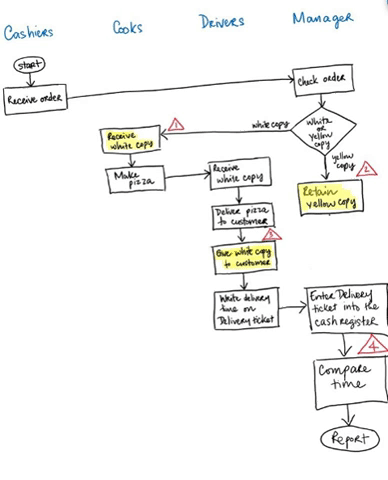 Cashiers
Cooks
Drivers
Manager
start
Receive order
Check order
White
or
Yellow
copy
white copy
yellow
copy
1
Receive
white copy
2
Retain
yellow copy
Make
pizza
Receive
white copy
Deliver pizza
to customer
3
Give white copy
to customer
Write delivery
time on
Delivery ticket
Enter Delivery
ticket into the
cash register
4
Compare
time
Report